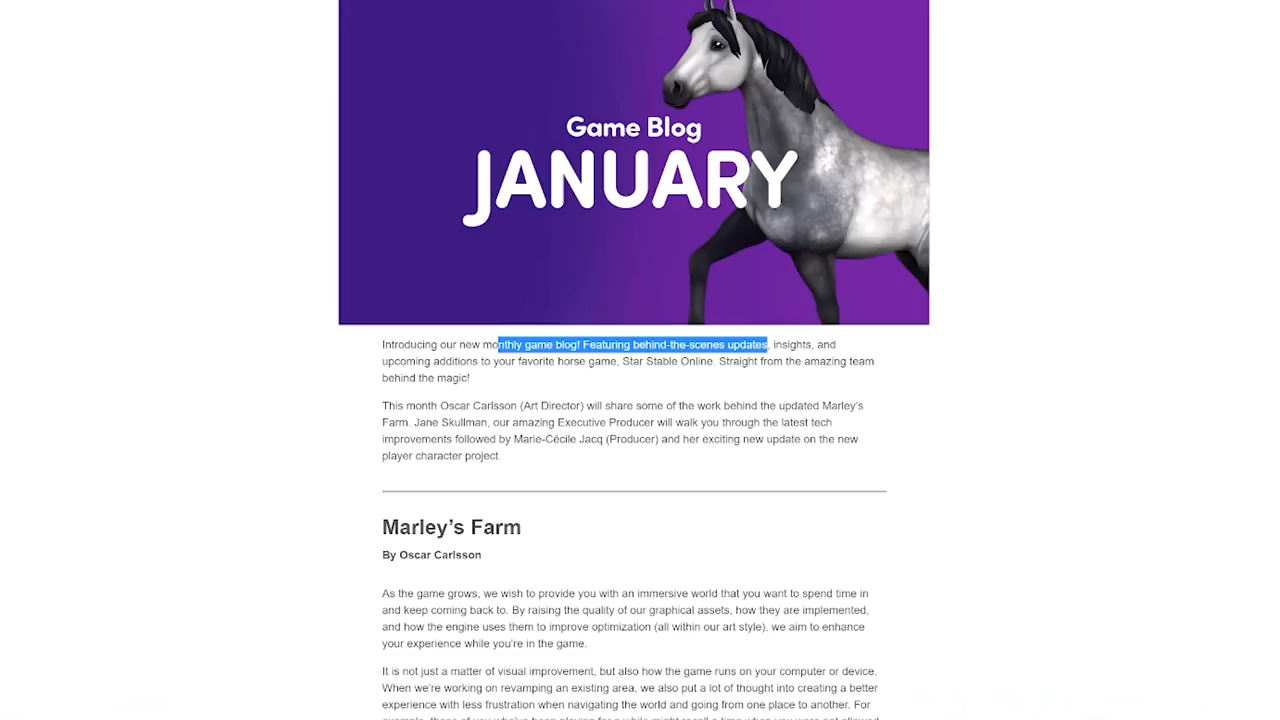 Game Blog
JANUARY
Introducing our new monthly game blog! Featuring behind-the-scenes updates, insights, and
upcoming additions to your favorite horse game, Star Stable Online. Straight from the amazing team
behind the magic!
This month Oscar Carlsson (Art Director) will share some of the work behind the updated Marley's
Farm. Jane Skullman, our amazing Executive Producer will walk you through the latest tech
improvements followed by Marie-Cécile Jacq (Producer) and her exciting new update on the new
player character project.
Marley's Farm
By Oscar Carlsson
As the game grows, we wish to provide you with an immersive world that you want to spend time in
and keep coming back to. By raising the quality of our graphical assets, how they are implemented,
and how the engine uses them to improve optimization (all within our art style), we aim to enhance
your experience while you're in the game.
It is not just a matter of visual improvement, but also how the game runs on your computer or device.
When we're working on revamping an existing area, we also put a lot of thought into creating a better
experience with less frustration when navigating the world and going from one place to another. For